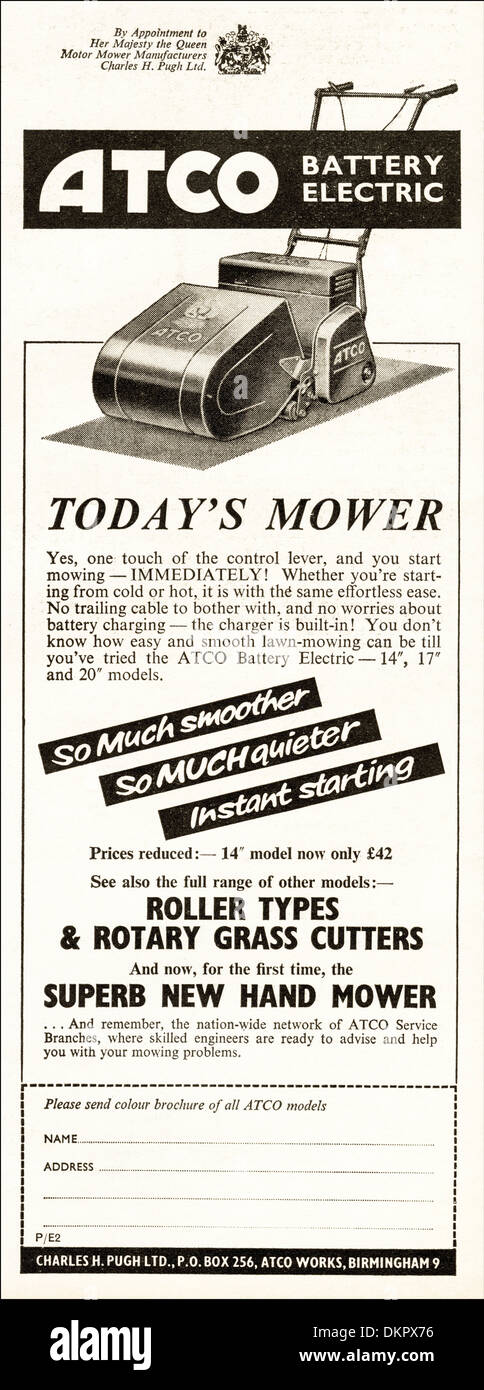 By Appointment to
Her Majesty the Queen
Motor Mower Manufacturers
Charles H. Pugh Ltd.
ATCO BATTERY
ELECTRIC
ATCO
ATCO
ATCO
TODAY'S MOWER
Yes, one touch of the control lever, and you start
mowing — IMMEDIATELY! Whether you're start-
ing from cold or hot, it is with the same effortless ease.
No trailing cable to bother with, and no worries about
battery charging — the charger is built-in! You don't
know how easy and smooth lawn-mowing can be till
you've tried the ATCO Battery Electric — 14″, 17″
and 20″ models.
So Much smoother
So MUCH quieter
Instant starting
Prices reduced:— 14″ model now only £42
See also the full range of other models:—
ROLLER TYPES
& ROTARY GRASS CUTTERS
And now, for the first time, the
SUPERB NEW HAND MOWER
. . . And remember, the nation-wide network of ATCO Service
Branches, where skilled engineers are ready to advise and help
you with your mowing problems.
Please send colour brochure of all ATCO models
NAME
ADDRESS
P/E2
CHARLES H. PUGH LTD., P.O. BOX 256, ATCO WORKS, BIRMINGHAM 9
a
alamy
a
a
alamy stock photo
DKPX76
www.alamy.com